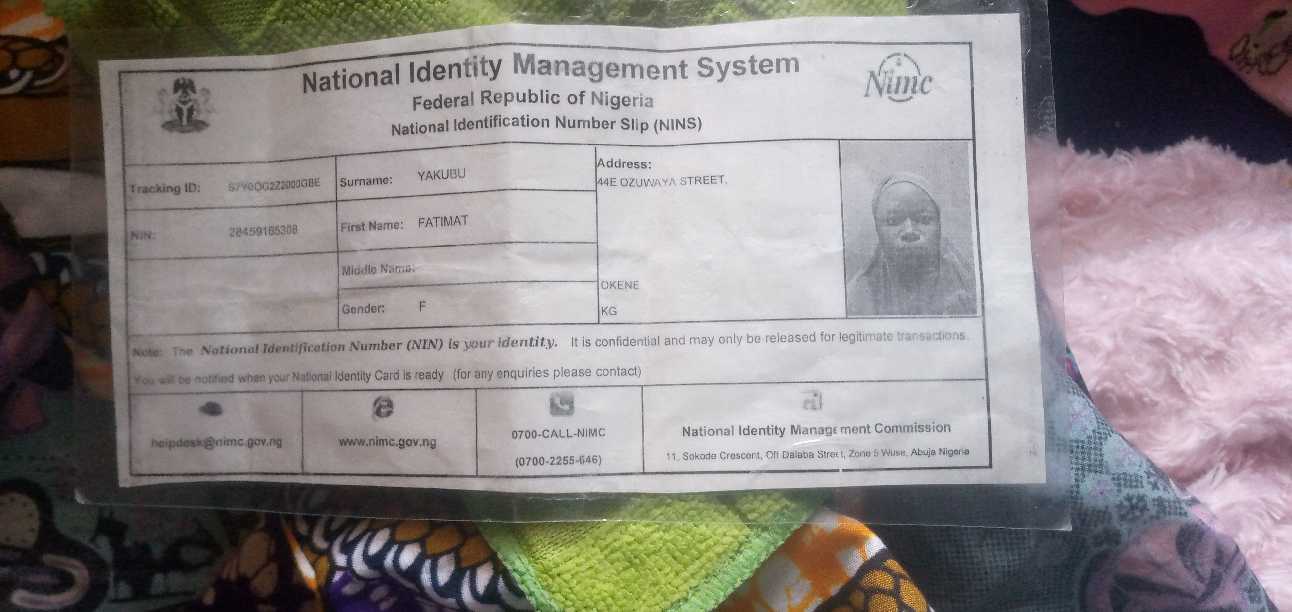 National Identity Management System
Federal Republic of Nigeria
National Identification Number Slip (NINS)
Nimc
Tracking ID:
Surname: YAKUBU
Address:
44E OZUWAYA STREET,
NIN: 28459165308
First Name: FATIMAT
Middle Name:
OKENE
Gender: F
KG
Note: The National Identification Number (NIN) is your identity. It is confidential and may only be released for legitimate transactions.
You will be notified when your National Identity Card is ready (for any enquiries please contact)
helpdesk@nimc.gov.ng
www.nimc.gov.ng
0700-CALL-NIMC
(0700-2255-646)
National Identity Management Commission
11, Sokode Crescent, Off Dalaba Street, Zone 5 Wuse, Abuja Nigeria